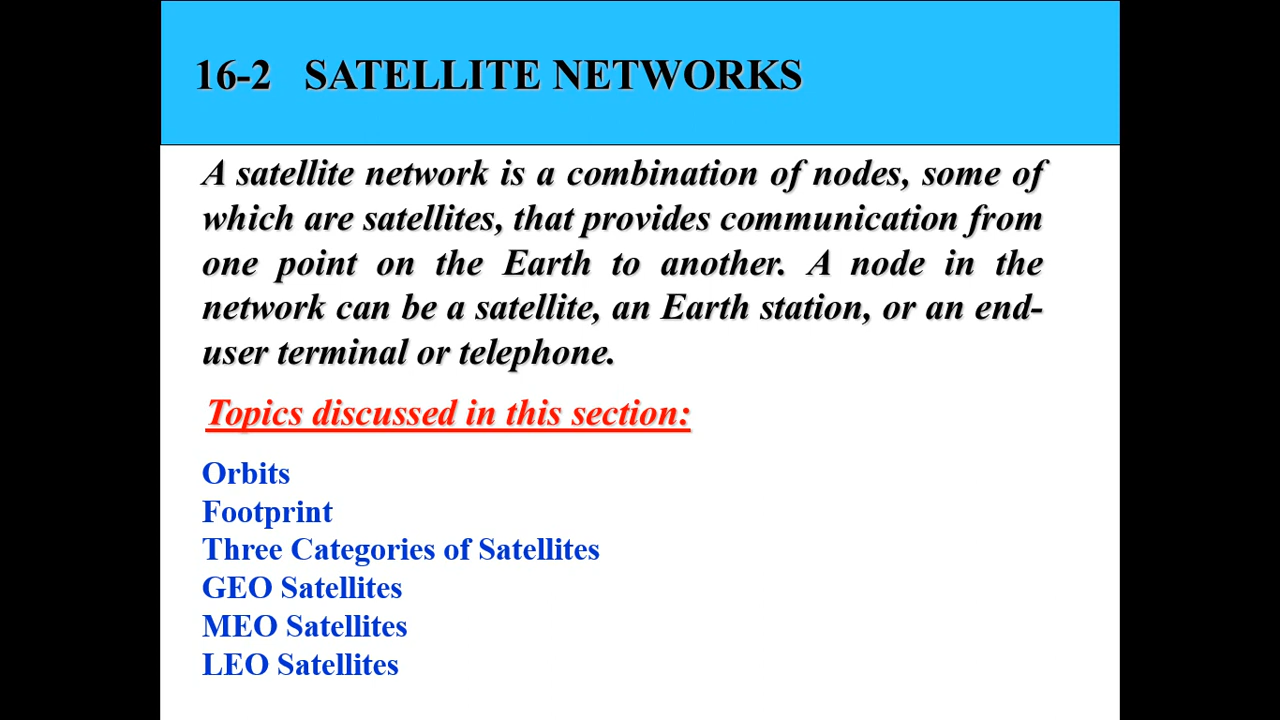 16-2 SATELLITE NETWORKS
A satellite network is a combination of nodes, some of
which are satellites, that provides communication from
one point on the Earth to another. A node in the
network can be a satellite, an Earth station, or an end-
user terminal or telephone.
Topics discussed in this section:
Orbits
Footprint
Three Categories of Satellites
GEO Satellites
MEO Satellites
LEO Satellites